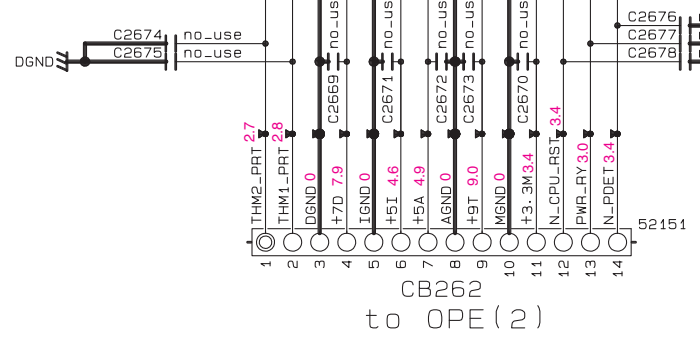 C2674 no_use
C2675 no_use
DGND
no_us
no_us
no_us
no_us
C2676
C2677
C2678
C2669
C2671
C2672
C2673
C2670
THM2_PRT 2.7
THM1_PRT 2.8
DGND 0
+7D 7.9
IGND 0
+5I 4.6
+5A 4.9
AGND 0
+9T 9.0
MGND 0
+3.3M 3.4
N_CPU_RST 3.4
PWR_RY 3.0
N_PDET 3.4
52151
1 2 3 4 5 6 7 8 9 10 11 12 13 14
CB262
to OPE(2)